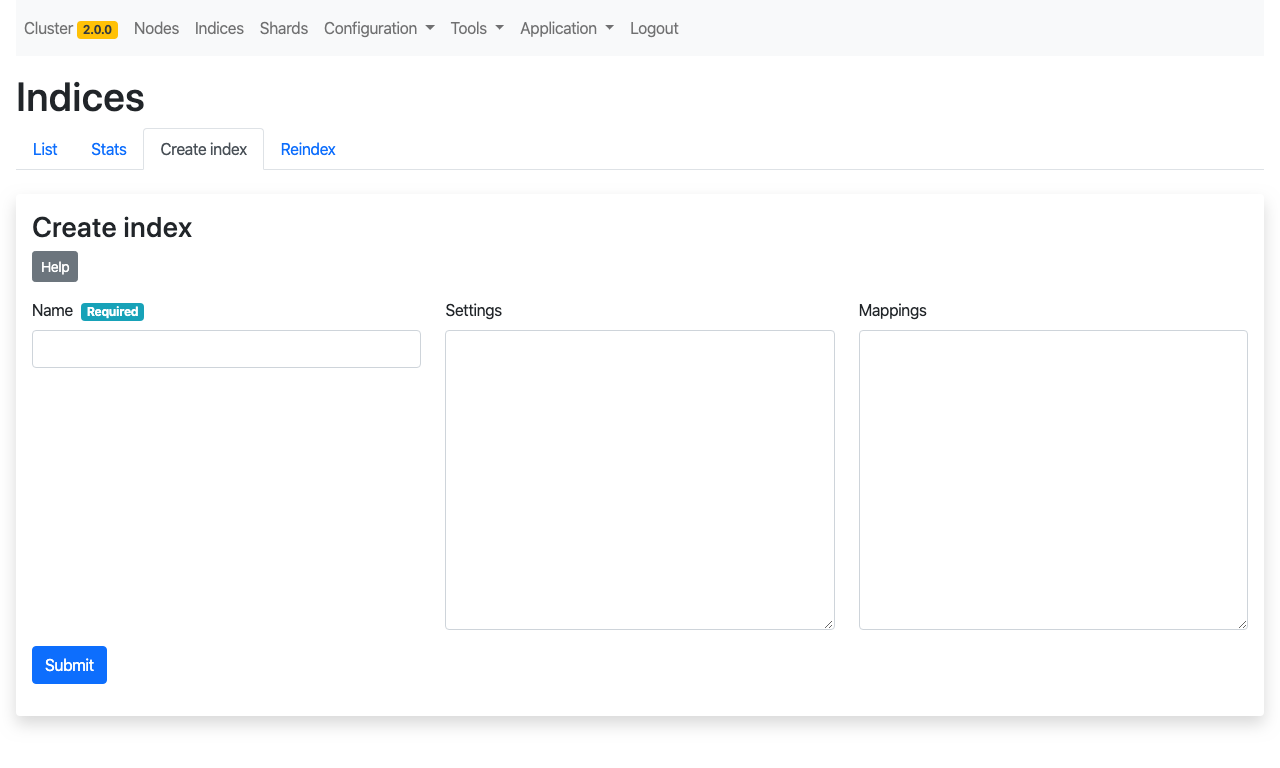 Cluster 2.0.0 Nodes Indices Shards Configuration Tools Application Logout
Indices
List Stats Create index Reindex
Create index
Help
Name Required Settings Mappings
Submit